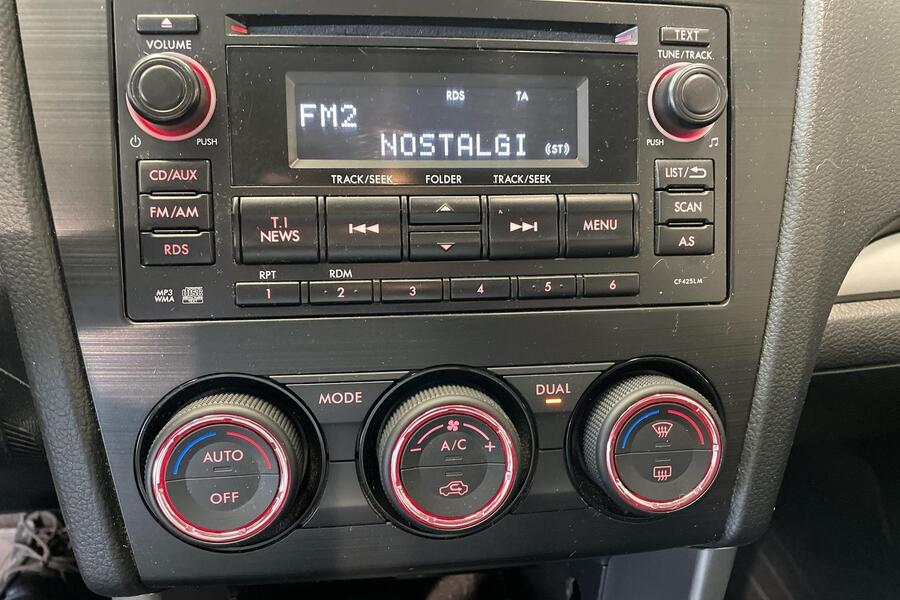 VOLUME
TEXT
TUNE/TRACK
PUSH
PUSH
RDS TA
FM2
NOSTALGI ((ST))
TRACK/SEEK FOLDER TRACK/SEEK
CD/AUX
FM/AM
RDS
T.I
NEWS
MENU
LIST/
SCAN
A.S
RPT RDM
1 2 3 4 5 6
MP3
WMA
CF425LM
MODE
DUAL
AUTO
OFF
- A/C +